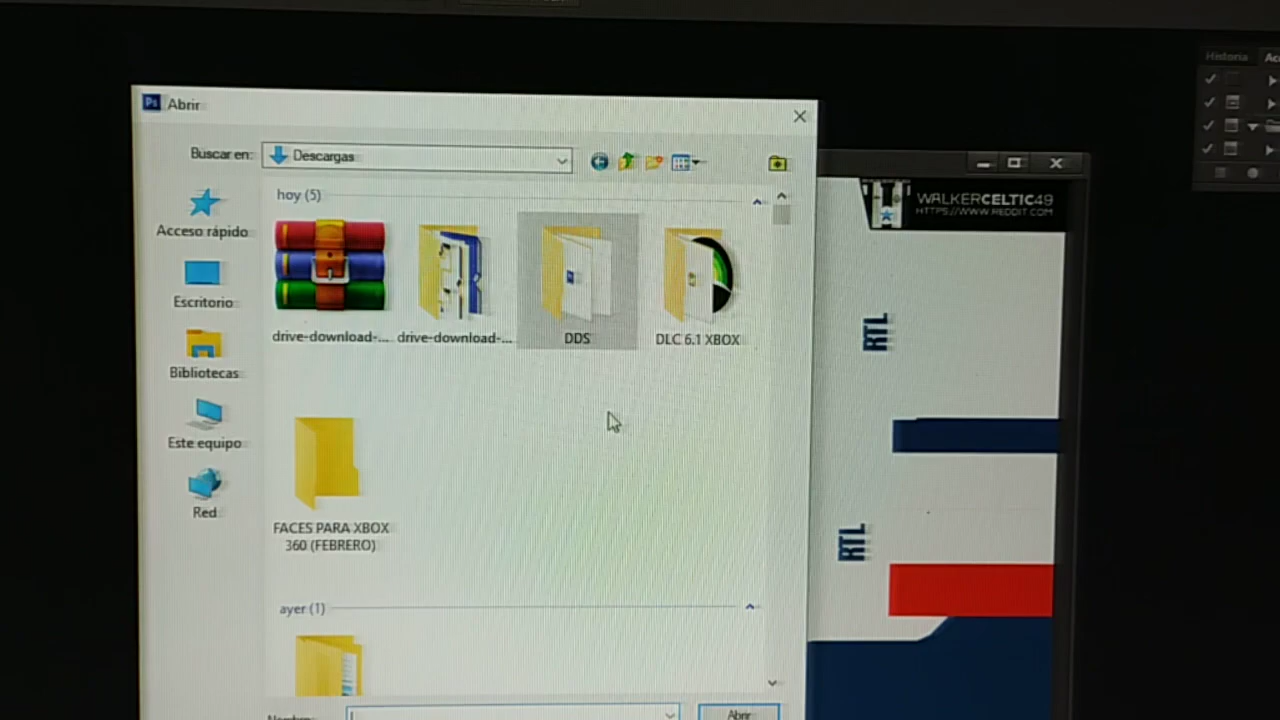 Historia
Ps Abrir
Buscar en: Descargas
hoy (5)
WALKERCELTIC49
HTTPS://WWW.REDDIT.COM
Acceso rápido
Escritorio
Bibliotecas
Este equipo
Red
drive-download-...
drive-download-...
DDS
DLC 6.1 XBOX
FACES PARA XBOX
360 (FEBRERO)
ayer (1)
RTL
RTL
Abrir